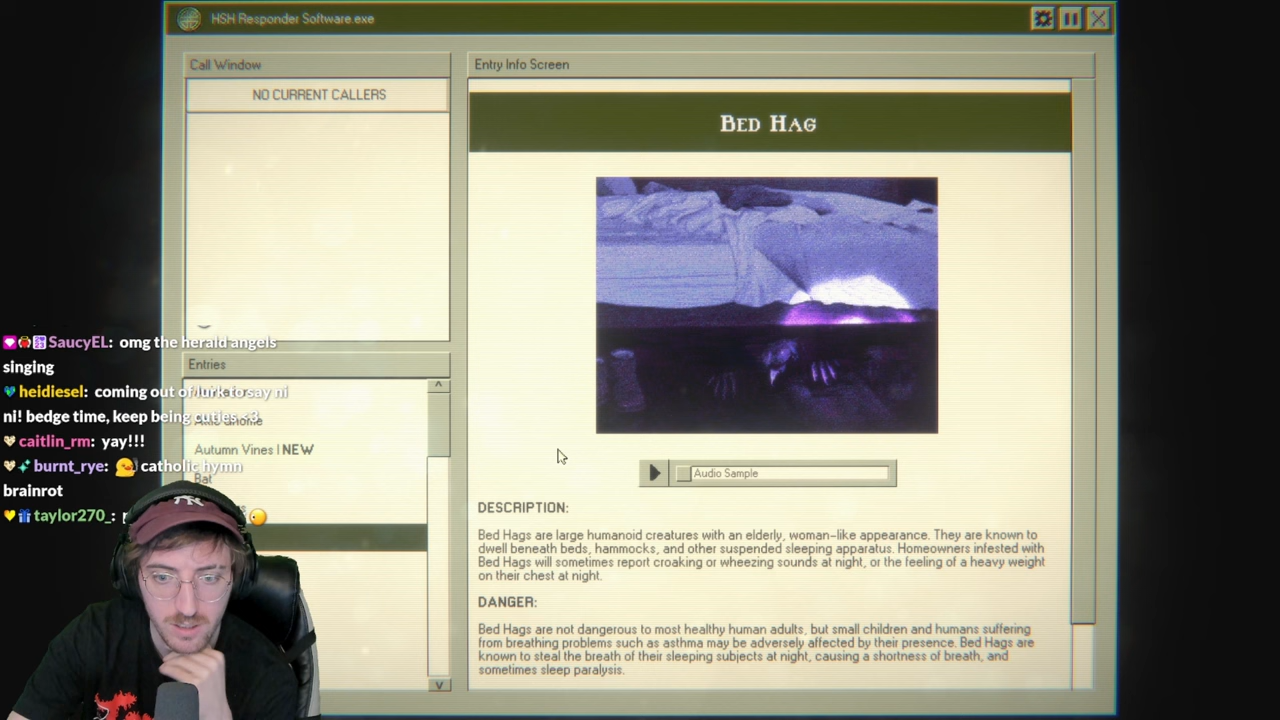 HSH Responder Software.exe
Call Window
NO CURRENT CALLERS
Entry Info Screen
Bed Hag
Audio Sample
DESCRIPTION:
Bed Hags are large humanoid creatures with an elderly, woman-like appearance. They are known to
dwell beneath beds, hammocks, and other suspended sleeping apparatus. Homeowners infested with
Bed Hags will sometimes report croaking or wheezing sounds at night, or the feeling of a heavy weight
on their chest at night.
DANGER:
Bed Hags are not dangerous to most healthy human adults, but small children and humans suffering
from breathing problems such as asthma may be adversely affected by their presence. Bed Hags are
known to steal the breath of their sleeping subjects at night, causing a shortness of breath, and
sometimes sleep paralysis.
Entries
Autumn Vines | NEW
Bat
SaucyEL: omg the herald angels
singing
heidiesel: coming out of lurk to say ni
ni! bedge time, keep being cuties <3
caitlin_rm: yay!!!
burnt_rye: catholic hymn
brainrot
taylor270_: